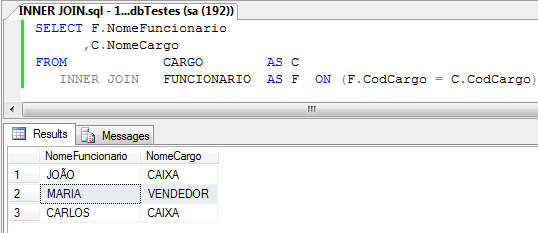 INNER JOIN.sql - 1...dbTestes (sa (192))
SELECT F.NomeFuncionario
,C.NomeCargo
FROM CARGO AS C
INNER JOIN FUNCIONARIO AS F ON (F.CodCargo = C.CodCargo)
Results Messages
NomeFuncionario NomeCargo
1 JOÃO CAIXA
2 MARIA VENDEDOR
3 CARLOS CAIXA